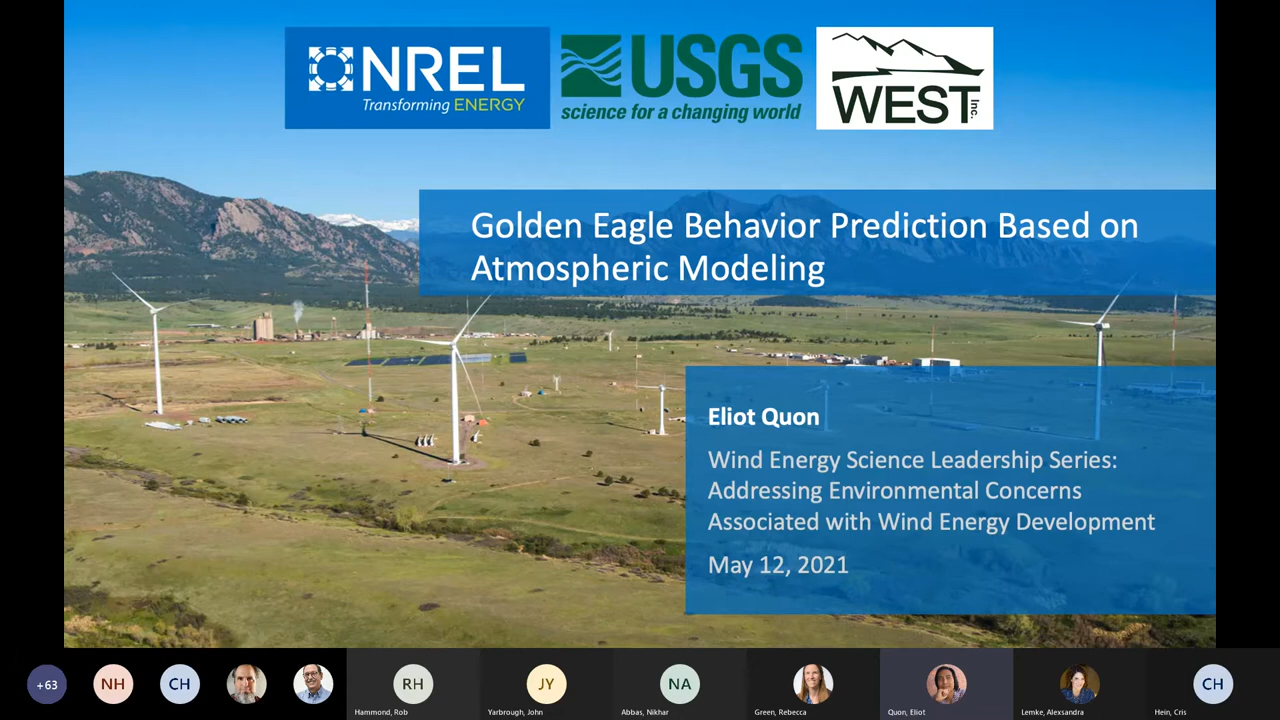 NREL
Transforming ENERGY
USGS
science for a changing world
WEST Inc.
Golden Eagle Behavior Prediction Based on
Atmospheric Modeling
Eliot Quon
Wind Energy Science Leadership Series:
Addressing Environmental Concerns
Associated with Wind Energy Development
May 12, 2021
+63
NH
CH
RH
JY
NA
CH
Hammond, Rob
Yarbrough, John
Abbas, Nikhar
Green, Rebecca
Quon, Eliot
Lemke, Alexsandra
Hein, Cris